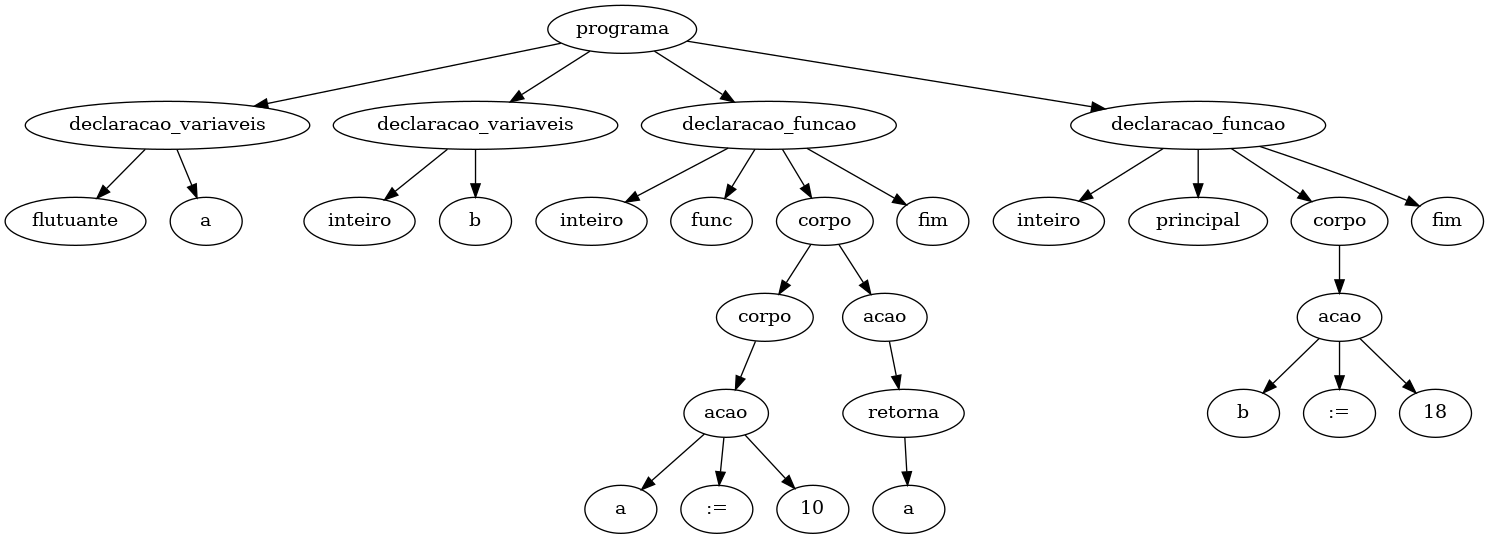 programa
declaracao_variaveis
declaracao_variaveis
declaracao_funcao
declaracao_funcao
flutuante
a
inteiro
b
inteiro
func
corpo
fim
inteiro
principal
corpo
fim
corpo
acao
acao
acao
retorna
b
:=
18
a
:=
10
a